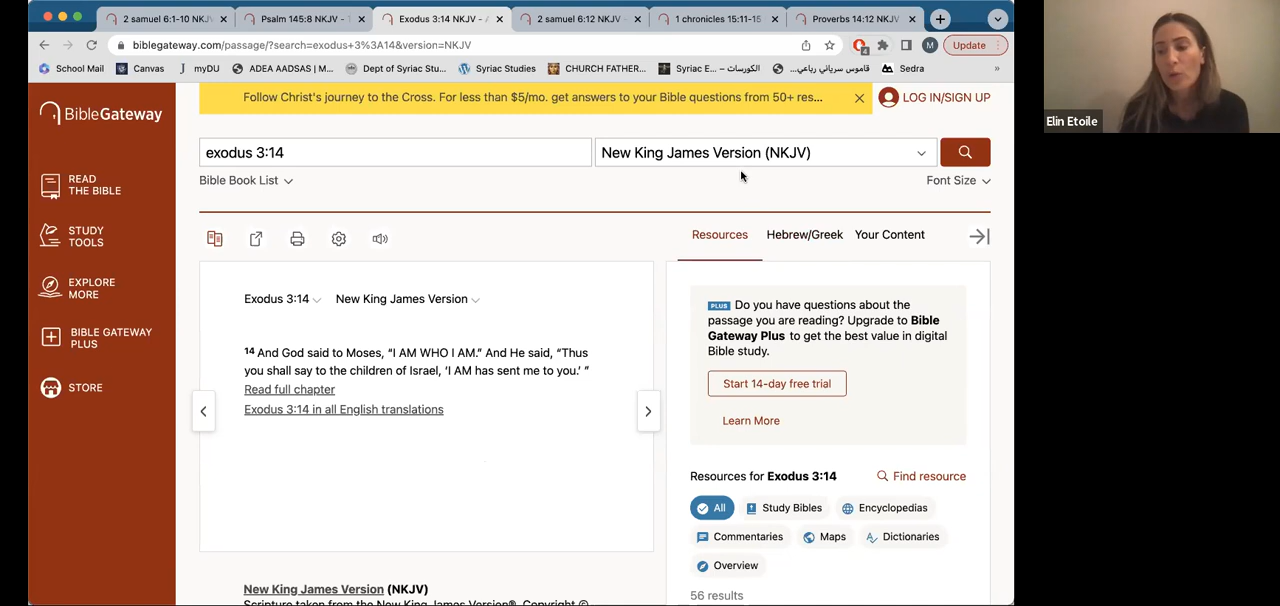 2 samuel 6:1-10 NKJV
Psalm 145:8 NKJV -
Exodus 3:14 NKJV -
2 samuel 6:12 NKJV -
1 chronicles 15:11-15
Proverbs 14:12 NKJV
biblegateway.com/passage/?search=exodus+3%3A14&version=NKJV
4
M
Update
School Mail
Canvas
J myDU
ADEA AADSAS | M...
Dept of Syriac Stu...
Syriac Studies
CHURCH FATHER...
Syriac E... – الكورسات
قاموس سرياني رباعي...
Sedra
»
BibleGateway
Follow Christ's journey to the Cross. For less than $5/mo. get answers to your Bible questions from 50+ res...
LOG IN/SIGN UP
exodus 3:14
New King James Version (NKJV)
Bible Book List
Font Size
READ
THE BIBLE
STUDY
TOOLS
EXPLORE
MORE
BIBLE GATEWAY
PLUS
STORE
Resources
Hebrew/Greek
Your Content
Exodus 3:14
New King James Version
14 And God said to Moses, “I AM WHO I AM.” And He said, “Thus
you shall say to the children of Israel, ‘I AM has sent me to you.’ ”
Read full chapter
Exodus 3:14 in all English translations
New King James Version (NKJV)
Scripture taken from the New King James Version®. Copyright ©
PLUS Do you have questions about the
passage you are reading? Upgrade to Bible
Gateway Plus to get the best value in digital
Bible study.
Start 14-day free trial
Learn More
Resources for Exodus 3:14
Find resource
All
Study Bibles
Encyclopedias
Commentaries
Maps
Dictionaries
Overview
56 results
Elin Etoile